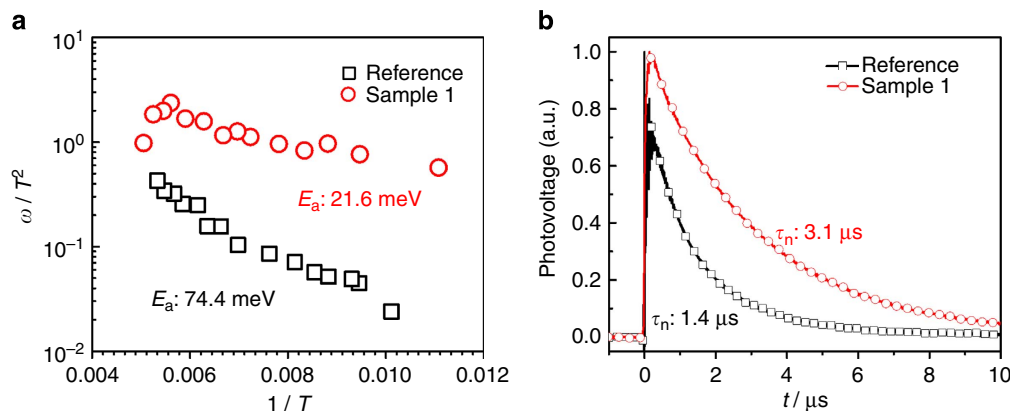 a
10¹
10⁰
10⁻¹
10⁻²
ω / T²
Reference
Sample 1
Eₐ: 21.6 meV
Eₐ: 74.4 meV
0.004 0.006 0.008 0.010 0.012
1 / T
b
1.0
0.8
0.6
0.4
0.2
0.0
Photovoltage (a.u.)
Reference
Sample 1
τₙ: 3.1 μs
τₙ: 1.4 μs
0 2 4 6 8 10
t / μs